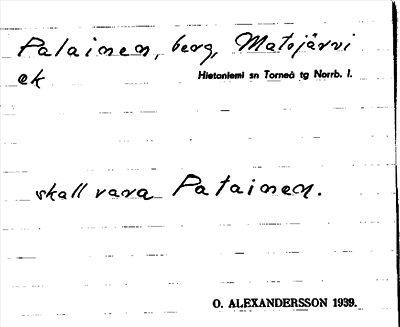 Palainen, berg, Matojärvi
ek
Hietaniemi sn Torneå tg Norrb. l.
skall vara Patainen.
O. ALEXANDERSSON 1939.